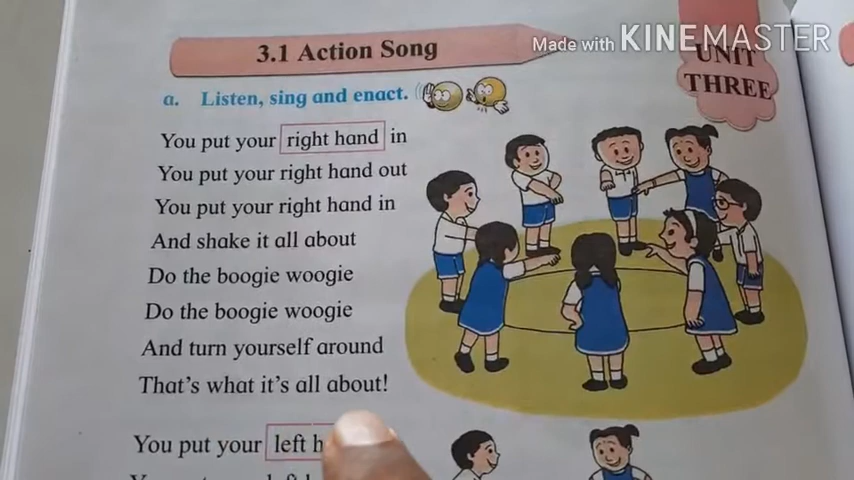 Made with KINEMASTER
3.1 Action Song
UNIT
THREE
a. Listen, sing and enact.
You put your right hand in
You put your right hand out
You put your right hand in
And shake it all about
Do the boogie woogie
Do the boogie woogie
And turn yourself around
That's what it's all about!
You put your left